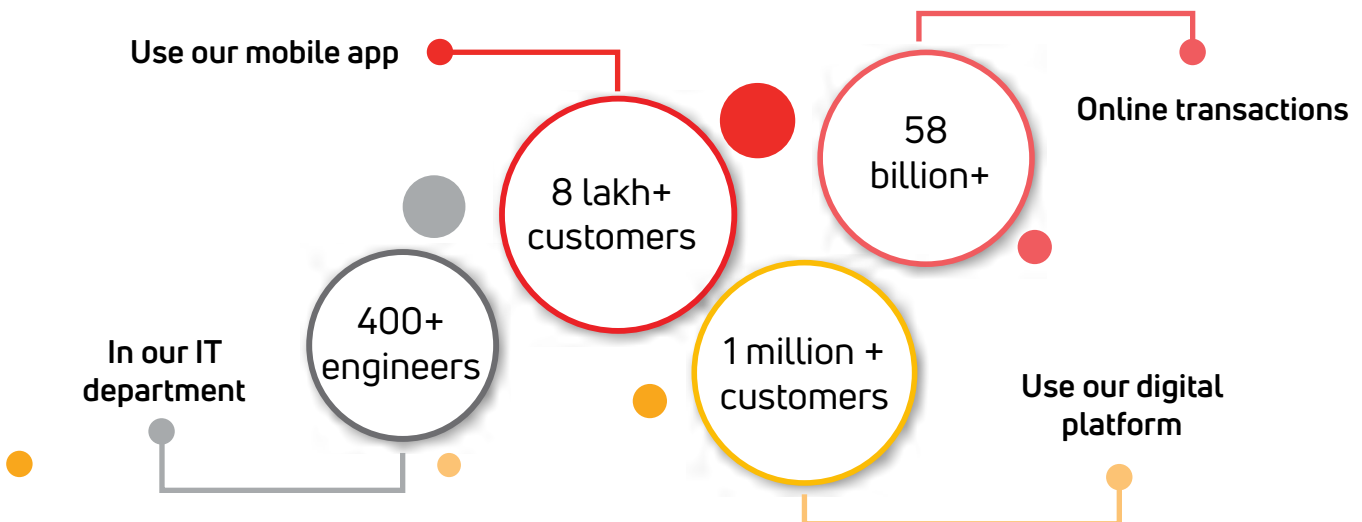 Use our mobile app
8 lakh+
customers
58
billion+
Online transactions
400+
engineers
In our IT
department
1 million +
customers
Use our digital
platform